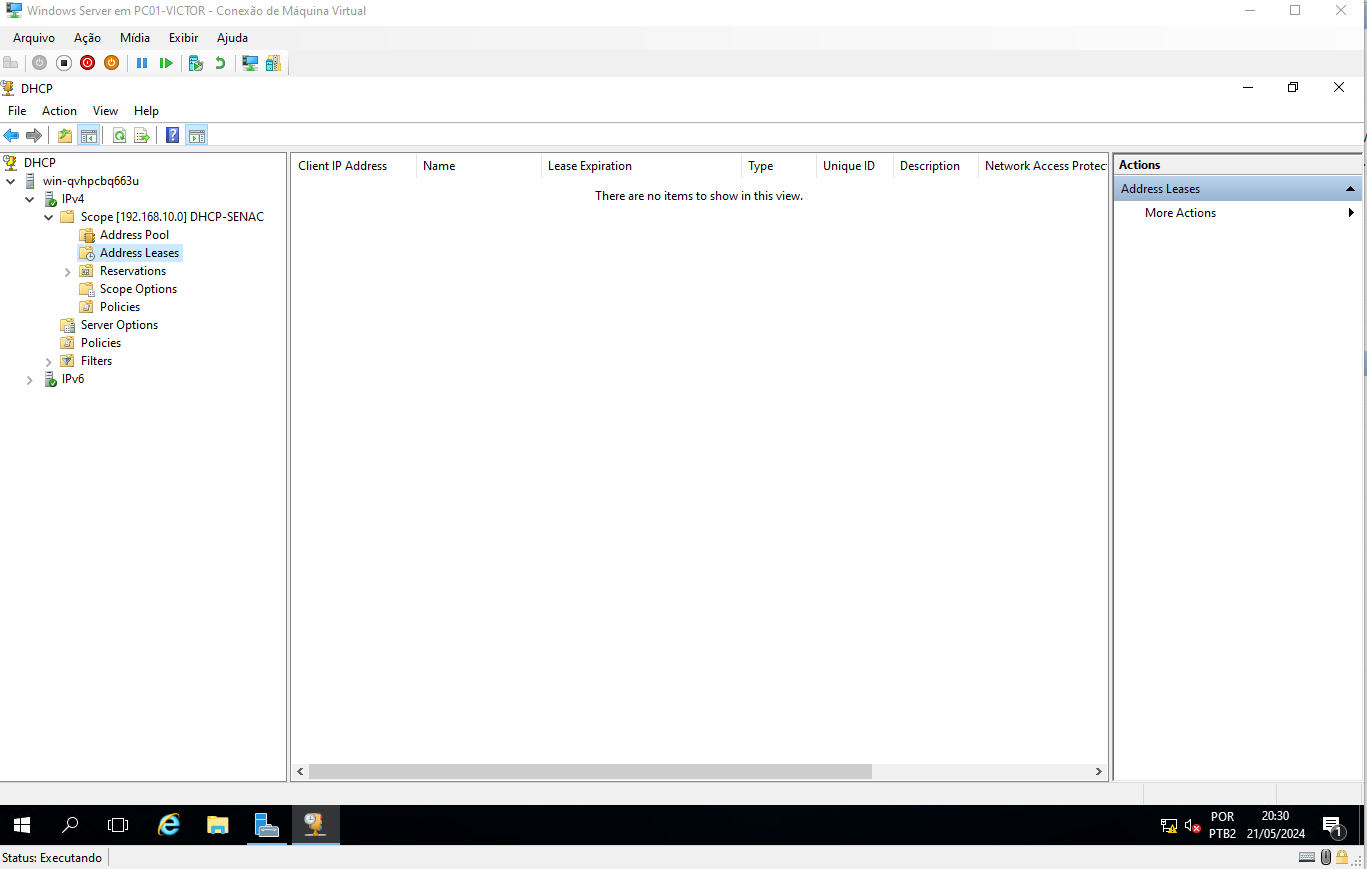 Windows Server em PC01-VICTOR - Conexão de Máquina Virtual
Arquivo Ação Mídia Exibir Ajuda
DHCP
File Action View Help
DHCP
win-qvhpcbq663u
IPv4
Scope [192.168.10.0] DHCP-SENAC
Address Pool
Address Leases
Reservations
Scope Options
Policies
Server Options
Policies
Filters
IPv6
Client IP Address Name Lease Expiration Type Unique ID Description Network Access Protec
There are no items to show in this view.
Actions
Address Leases
More Actions
POR 20:30
PTB2 21/05/2024
1
Status: Executando